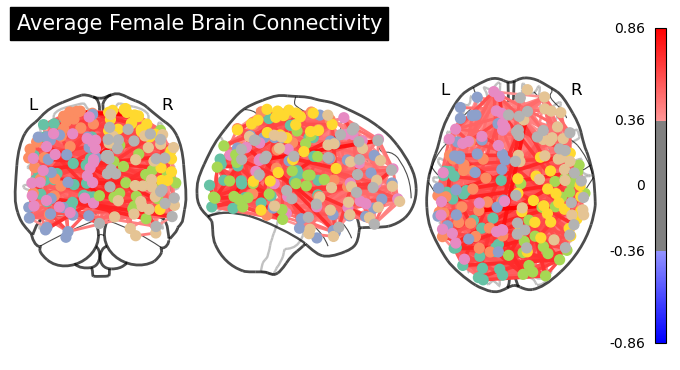 Average Female Brain Connectivity
L
R
L
R
0.86
0.36
0
-0.36
-0.86